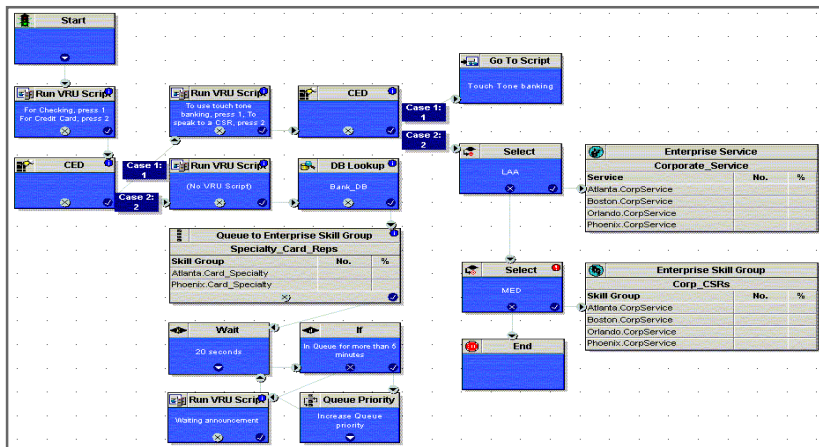 Start
Run VRU Script
For Checking, press 1
For Credit Card, press 2
CED
Case 1:
1
Case 2:
2
Run VRU Script
To use touch tone
banking, press 1, To
speak to a CSR, press 2
CED
Case 1:
1
Case 2:
2
Go To Script
Touch Tone banking
Run VRU Script
(No VRU Script)
DB Lookup
Bank_DB
Select
LAA
Enterprise Service
Corporate_Service
Service No. %
Atlanta.CorpService
Boston.CorpService
Orlando.CorpService
Phoenix.CorpService
Queue to Enterprise Skill Group
Specialty_Card_Reps
Skill Group No. %
Atlanta.Card_Specialty
Phoenix.Card_Specialty
Select
MED
Enterprise Skill Group
Corp_CSRs
Skill Group No. %
Atlanta.CorpService
Boston.CorpService
Orlando.CorpService
Phoenix.CorpService
Wait
20 seconds
If
In Queue for more than 5
minutes
End
Run VRU Script
Waiting announcement
Queue Priority
Increase Queue
priority